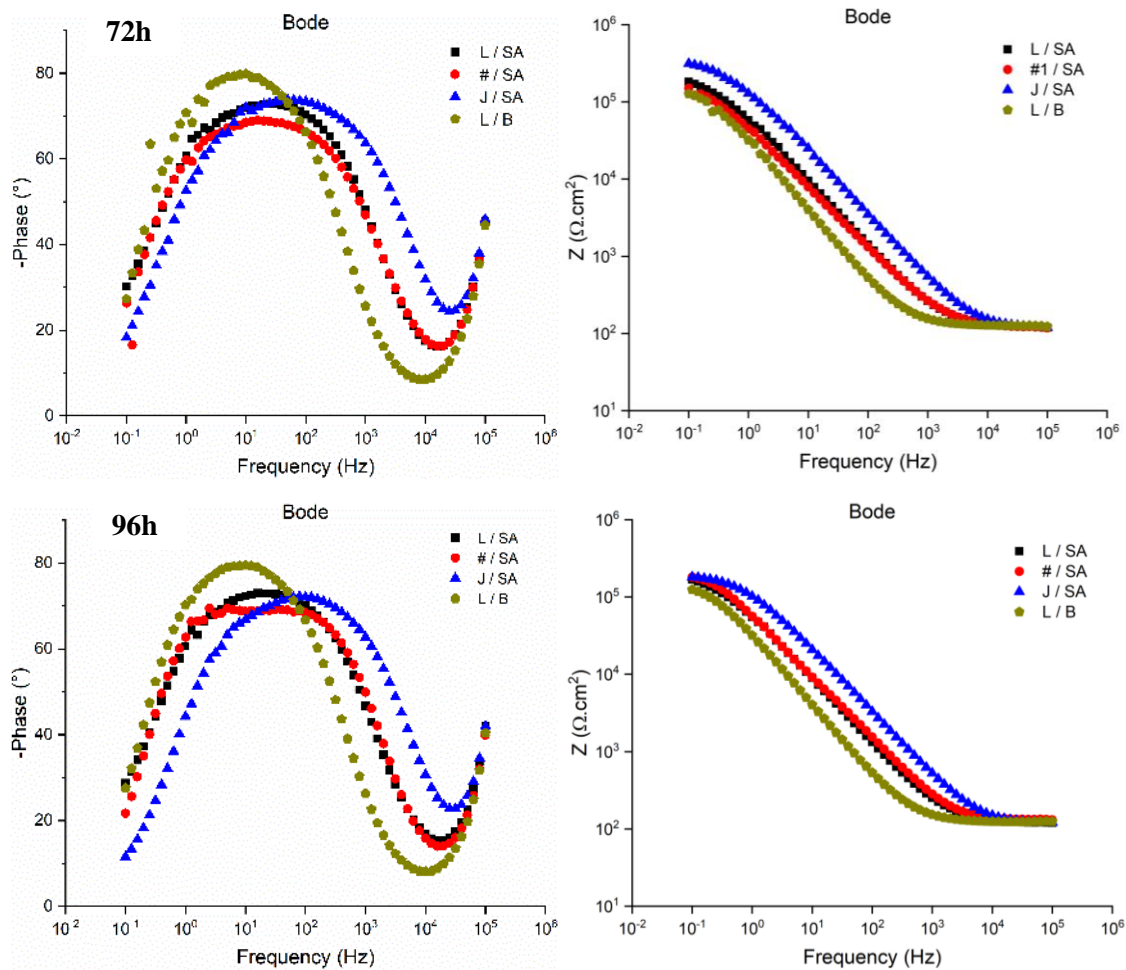 72h
Bode
L / SA
# / SA
J / SA
L / B
80
60
40
20
0
-Phase (°)
10-2 10-1 100 101 102 103 104 105 106
Frequency (Hz)
Bode
L / SA
#1 / SA
J / SA
L / B
106
105
104
103
102
101
Z (Ω.cm2)
10-2 10-1 100 101 102 103 104 105 106
Frequency (Hz)
96h
Bode
L / SA
# / SA
J / SA
L / B
80
60
40
20
0
-Phase (°)
10-2 10-1 100 101 102 103 104 105 106
Frequency (Hz)
Bode
L / SA
# / SA
J / SA
L / B
106
105
104
103
102
101
Z (Ω.cm2)
10-2 10-1 100 101 102 103 104 105 106
Frequency (Hz)